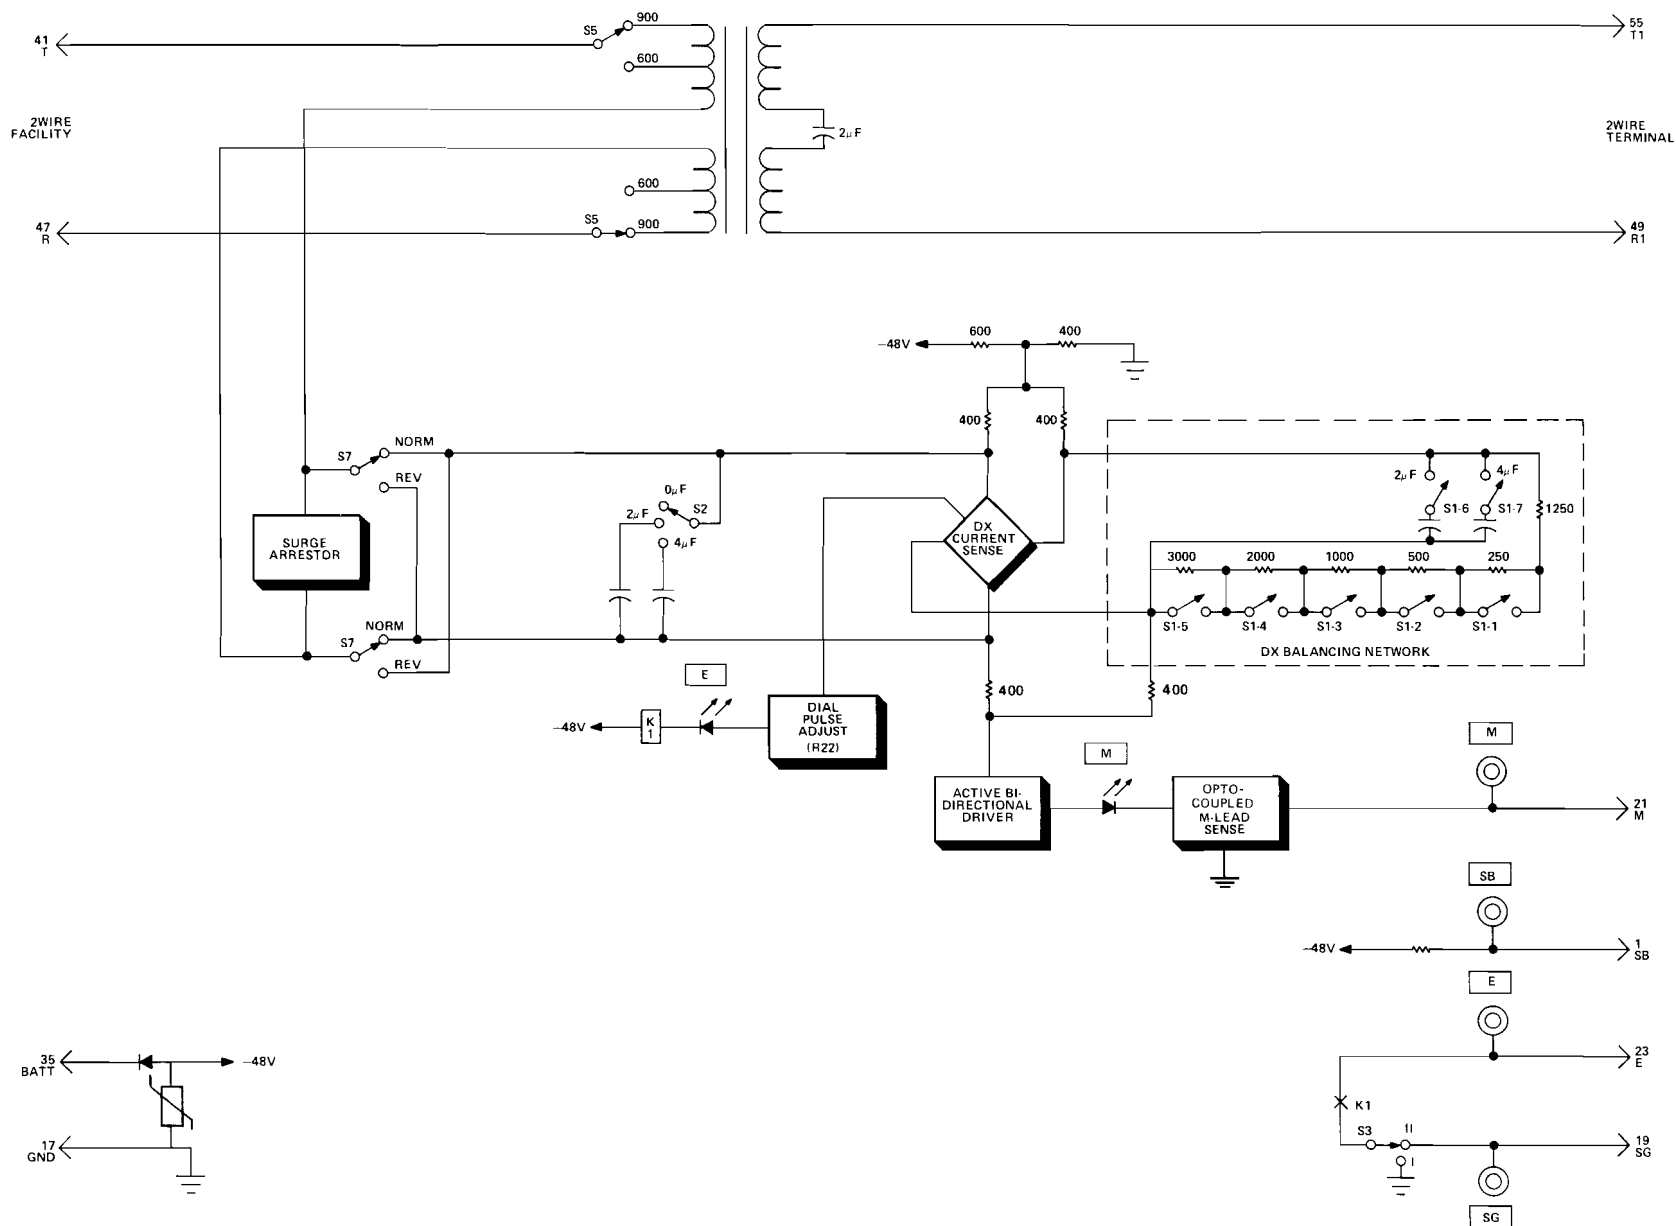 41
T
S5
900
600
2WIRE
FACILITY
600
47
R
S5
900
2μF
55
T1
2WIRE
TERMINAL
49
R1
-48V
600
400
400
400
S7
NORM
REV
SURGE
ARRESTOR
S7
NORM
REV
0μF
2μF
S2
4μF
DX
CURRENT
SENSE
2μF
4μF
S1-6
S1-7
1250
3000
2000
1000
500
250
S1-5
S1-4
S1-3
S1-2
S1-1
DX BALANCING NETWORK
E
-48V
K
1
DIAL
PULSE
ADJUST
(R22)
400
400
M
ACTIVE BI-
DIRECTIONAL
DRIVER
OPTO-
COUPLED
M-LEAD
SENSE
M
21
M
SB
-48V
1
SB
E
23
E
K1
S3
II
I
19
SG
SG
35
BATT
-48V
17
GND